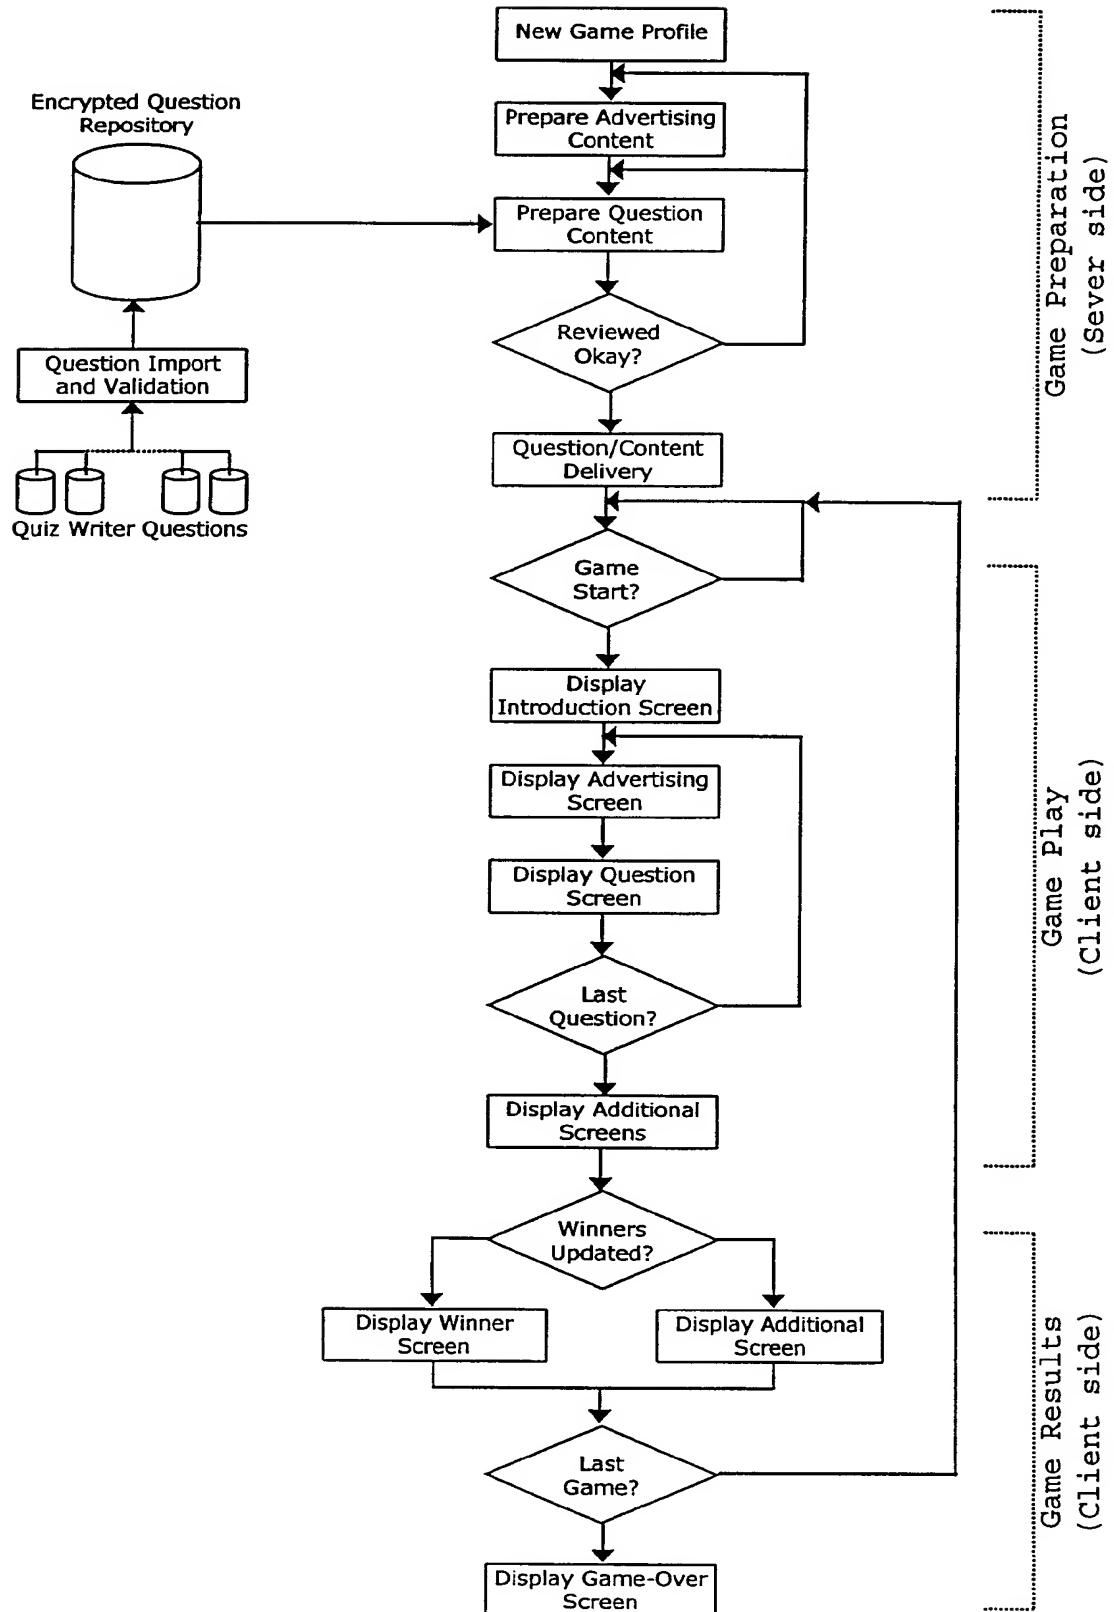 New Game Profile
Encrypted Question
Repository
Prepare Advertising
Content
Prepare Question
Content
Reviewed
Okay?
Question Import
and Validation
Question/Content
Delivery
Quiz Writer Questions
Game Preparation
(Sever side)
Game
Start?
Display
Introduction Screen
Display Advertising
Screen
Display Question
Screen
Last
Question?
Display Additional
Screens
Game Play
(Client side)
Winners
Updated?
Display Winner
Screen
Display Additional
Screen
Last
Game?
Display Game-Over
Screen
Game Results
(Client side)